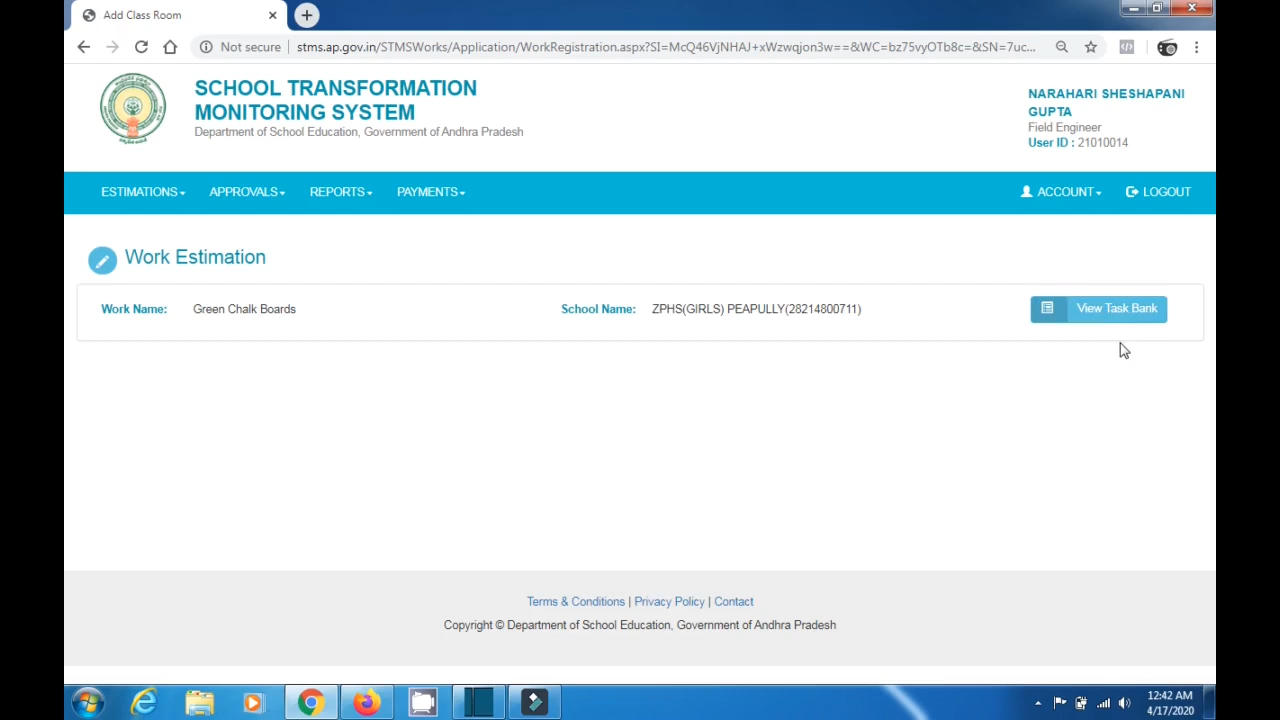 Add Class Room
Not secure stms.ap.gov.in/STMSWorks/Application/WorkRegistration.aspx?SI=McQ46VjNHAJ+xWzwqjon3w==&WC=bz75vyOTb8c=&SN=7uc...
SCHOOL TRANSFORMATION
MONITORING SYSTEM
Department of School Education, Government of Andhra Pradesh
NARAHARI SHESHAPANI
GUPTA
Field Engineer
User ID : 21010014
ESTIMATIONS APPROVALS REPORTS PAYMENTS ACCOUNT LOGOUT
Work Estimation
Work Name: Green Chalk Boards School Name: ZPHS(GIRLS) PEAPULLY(28214800711) View Task Bank
Terms & Conditions | Privacy Policy | Contact
Copyright © Department of School Education, Government of Andhra Pradesh
12:42 AM
4/17/2020